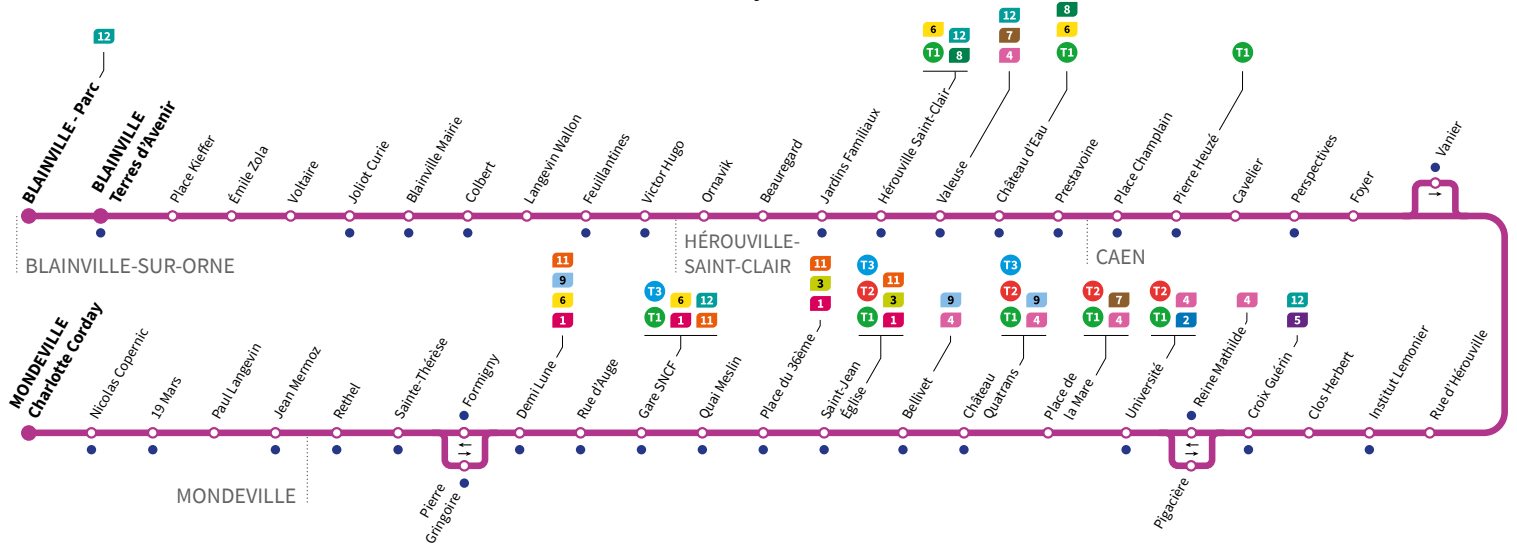 12
BLAINVILLE - Parc
BLAINVILLE
Terres d'Avenir
Place Kieffer
Émile Zola
Voltaire
Joliot Curie
Blainville Mairie
Colbert
Langevin Wallon
Feuillantines
Victor Hugo
Ornavik
Beauregard
Jardins Familiaux
6 12
T1 8
Hérouville Saint-Clair
12
7
4
Valeuse
8
6
T1
Château d'Eau
Prestavoine
Place Champlain
T1
Pierre Heuzé
Cavelier
Perspectives
Foyer
Vanier
BLAINVILLE-SUR-ORNE
HÉROUVILLE-
SAINT-CLAIR
CAEN
MONDEVILLE
Charlotte Corday
Nicolas Copernic
19 Mars
Paul Langevin
Jean Mermoz
Rethel
Sainte-Thérèse
Formigny
Pierre
Gringoire
11
9
6
1
Demi Lune
Rue d'Auge
T3 6 12
T1 1 11
Gare SNCF
Quai Meslin
11
3
1
Place du 36ème
T3 11
T2 3
T1 1
Saint-Jean
Église
9
4
Bellivet
T3
T2 9
T1 4
Château
Quatrans
T2 7
T1 4
Place de
la Mare
T2 4
T1 2
Université
4
Reine Mathilde
Pigacière
12
5
Croix Guérin
Clos Herbert
Institut Lemonier
Rue d'Hérouville
MONDEVILLE